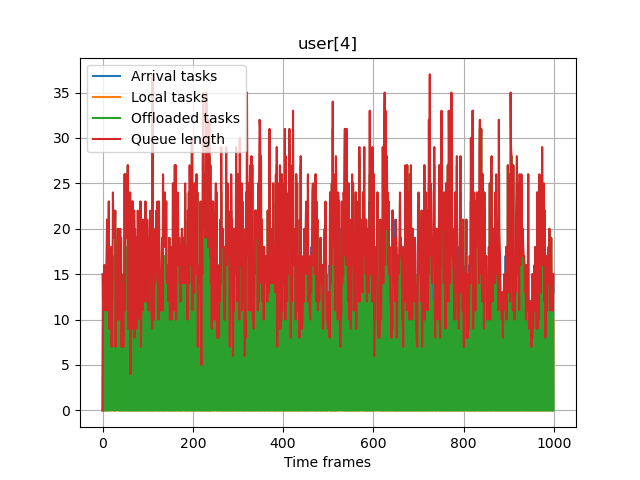 user[4]
Arrival tasks
Local tasks
Offloaded tasks
Queue length
35
30
25
20
15
10
5
0
0 200 400 600 800 1000
Time frames